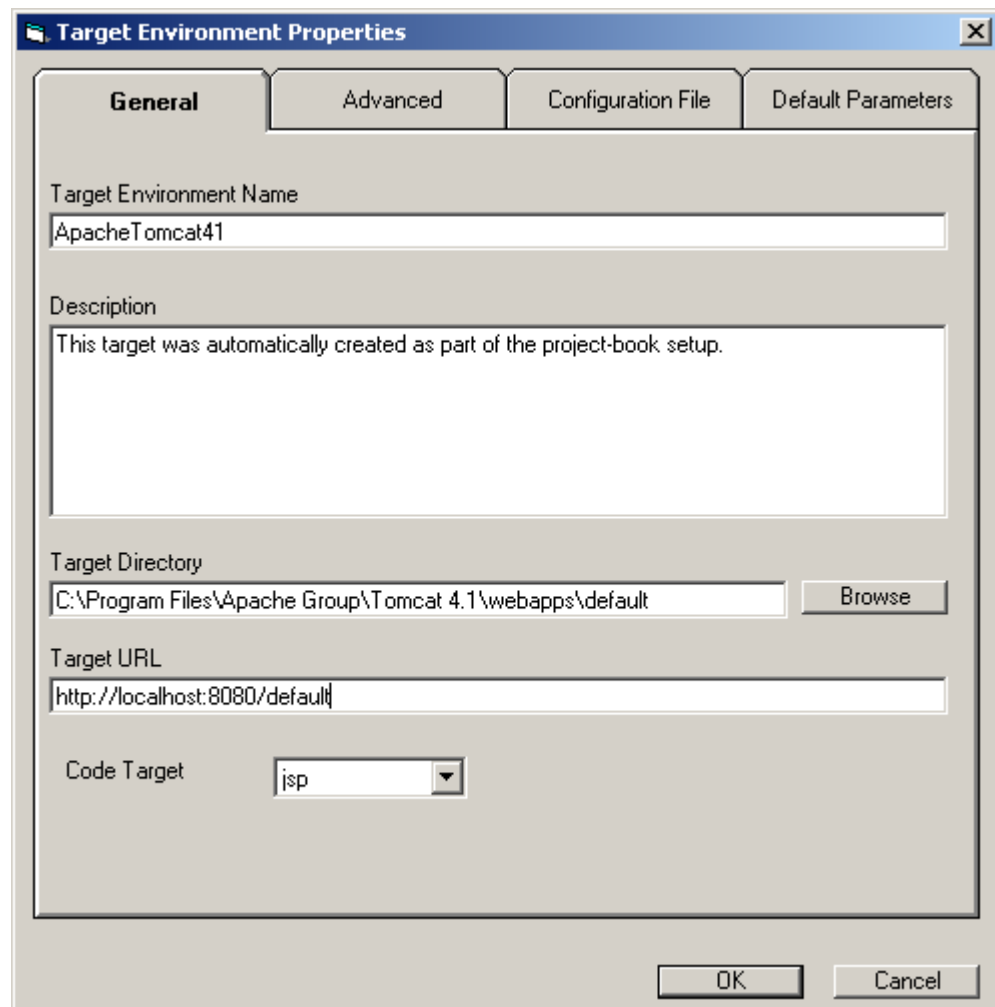 Target Environment Properties
General
Advanced
Configuration File
Default Parameters
Target Environment Name
ApacheTomcat41
Description
This target was automatically created as part of the project-book setup.
Target Directory
C:\Program Files\Apache Group\Tomcat 4.1\webapps\default
Browse
Target URL
http://localhost:8080/default
Code Target
jsp
OK
Cancel